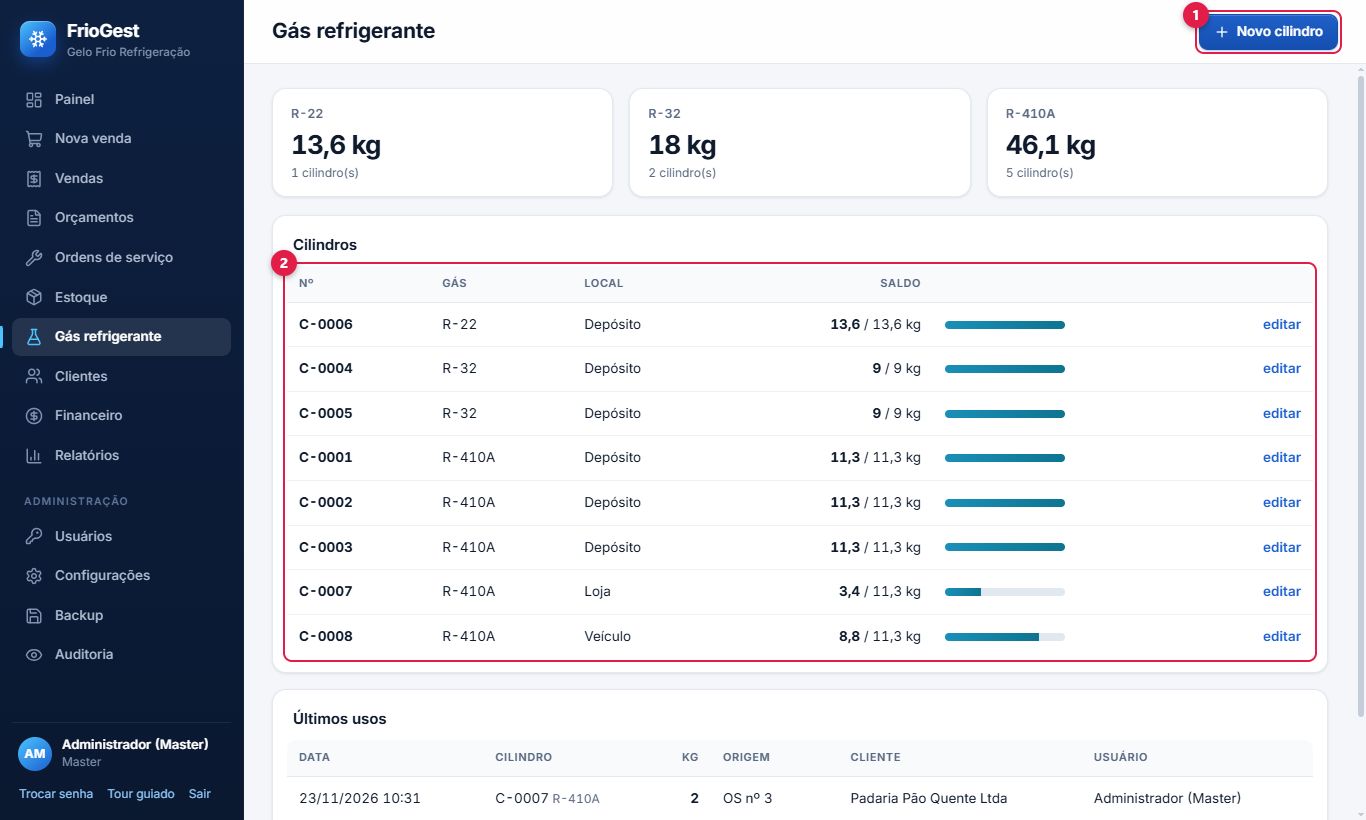 FrioGest
Gelo Frio Refrigeração
Painel
Nova venda
Vendas
Orçamentos
Ordens de serviço
Estoque
Gás refrigerante
Clientes
Financeiro
Relatórios
ADMINISTRAÇÃO
Usuários
Configurações
Backup
Auditoria
AM
Administrador (Master)
Master
Trocar senha Tour guiado Sair
Gás refrigerante
1
+ Novo cilindro
R-22
13,6 kg
1 cilindro(s)
R-32
18 kg
2 cilindro(s)
R-410A
46,1 kg
5 cilindro(s)
Cilindros
2
Nº GÁS LOCAL SALDO
C-0006 R-22 Depósito 13,6 / 13,6 kg editar
C-0004 R-32 Depósito 9 / 9 kg editar
C-0005 R-32 Depósito 9 / 9 kg editar
C-0001 R-410A Depósito 11,3 / 11,3 kg editar
C-0002 R-410A Depósito 11,3 / 11,3 kg editar
C-0003 R-410A Depósito 11,3 / 11,3 kg editar
C-0007 R-410A Loja 3,4 / 11,3 kg editar
C-0008 R-410A Veículo 8,8 / 11,3 kg editar
Últimos usos
DATA CILINDRO KG ORIGEM CLIENTE USUÁRIO
23/11/2026 10:31 C-0007 R-410A 2 OS nº 3 Padaria Pão Quente Ltda Administrador (Master)